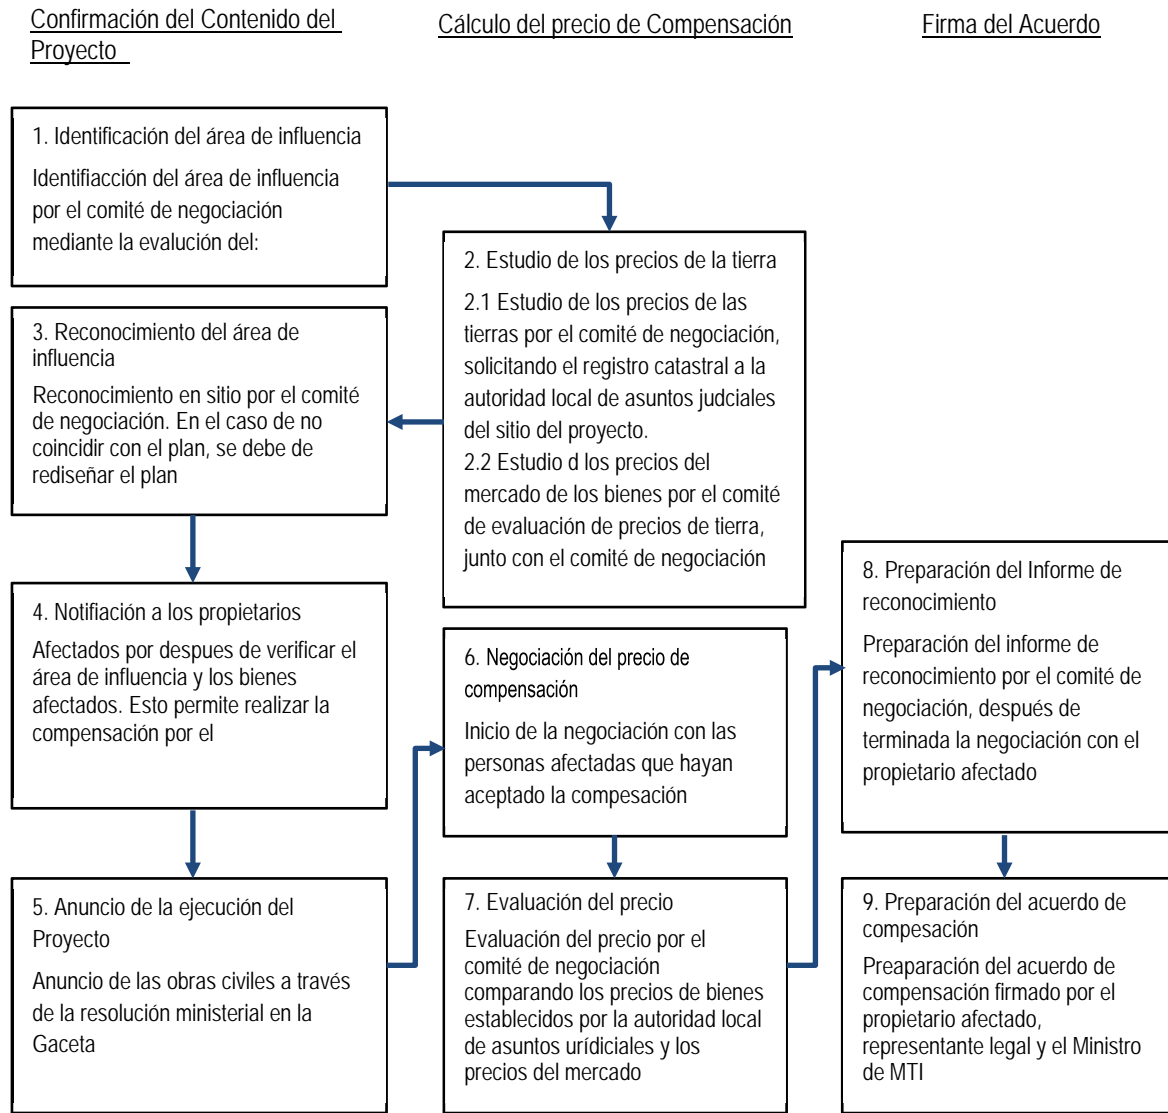 Confirmación del Contenido del
Proyecto
Cálculo del precio de Compensación
Firma del Acuerdo
1. Identificación del área de influencia
Identifiacción del área de influencia
por el comité de negociación
mediante la evalución del:
2. Estudio de los precios de la tierra
2.1 Estudio de los precios de las
tierras por el comité de negociación,
solicitando el registro catastral a la
autoridad local de asuntos judciales
del sitio del proyecto.
2.2 Estudio d los precios del
mercado de los bienes por el comité
de evaluación de precios de tierra,
junto con el comité de negociación
3. Reconocimiento del área de
influencia
Reconocimiento en sitio por el comité
de negociación. En el caso de no
coincidir con el plan, se debe de
rediseñar el plan
4. Notifiación a los propietarios
Afectados por despues de verificar el
área de influencia y los bienes
afectados. Esto permite realizar la
compensación por el
5. Anuncio de la ejecución del
Proyecto
Anuncio de las obras civiles a través
de la resolución ministerial en la
Gaceta
6. Negociación del precio de
compensación
Inicio de la negociación con las
personas afectadas que hayan
aceptado la compesación
7. Evaluación del precio
Evaluación del precio por el
comité de negociación
comparando los precios de bienes
establecidos por la autoridad local
de asuntos urídiciales y los
precios del mercado
8. Preparación del Informe de
reconocimiento
Preparación del informe de
reconocimiento por el comité de
negociación, después de
terminada la negociación con el
propietario afectado
9. Preparación del acuerdo de
compesación
Preaparación del acuerdo de
compensación firmado por el
propietario afectado,
representante legal y el Ministro
de MTI